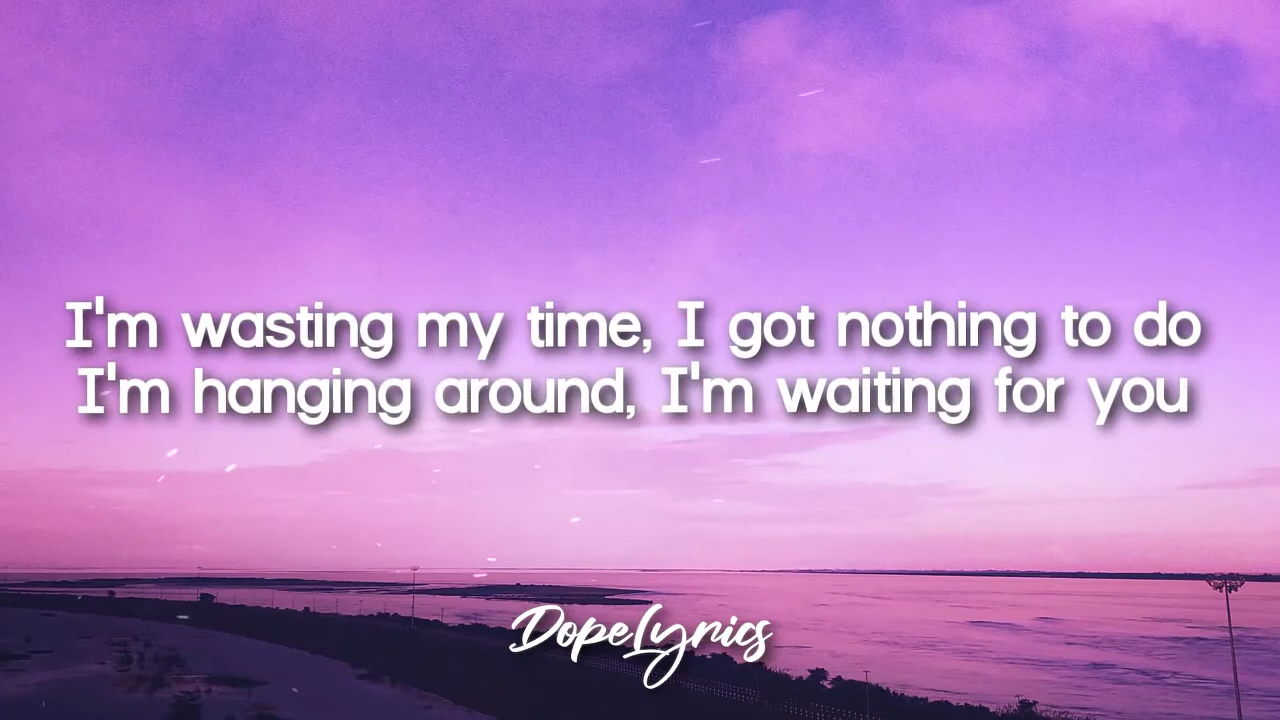 I'm wasting my time, I got nothing to do
I'm hanging around, I'm waiting for you
DopeLyrics